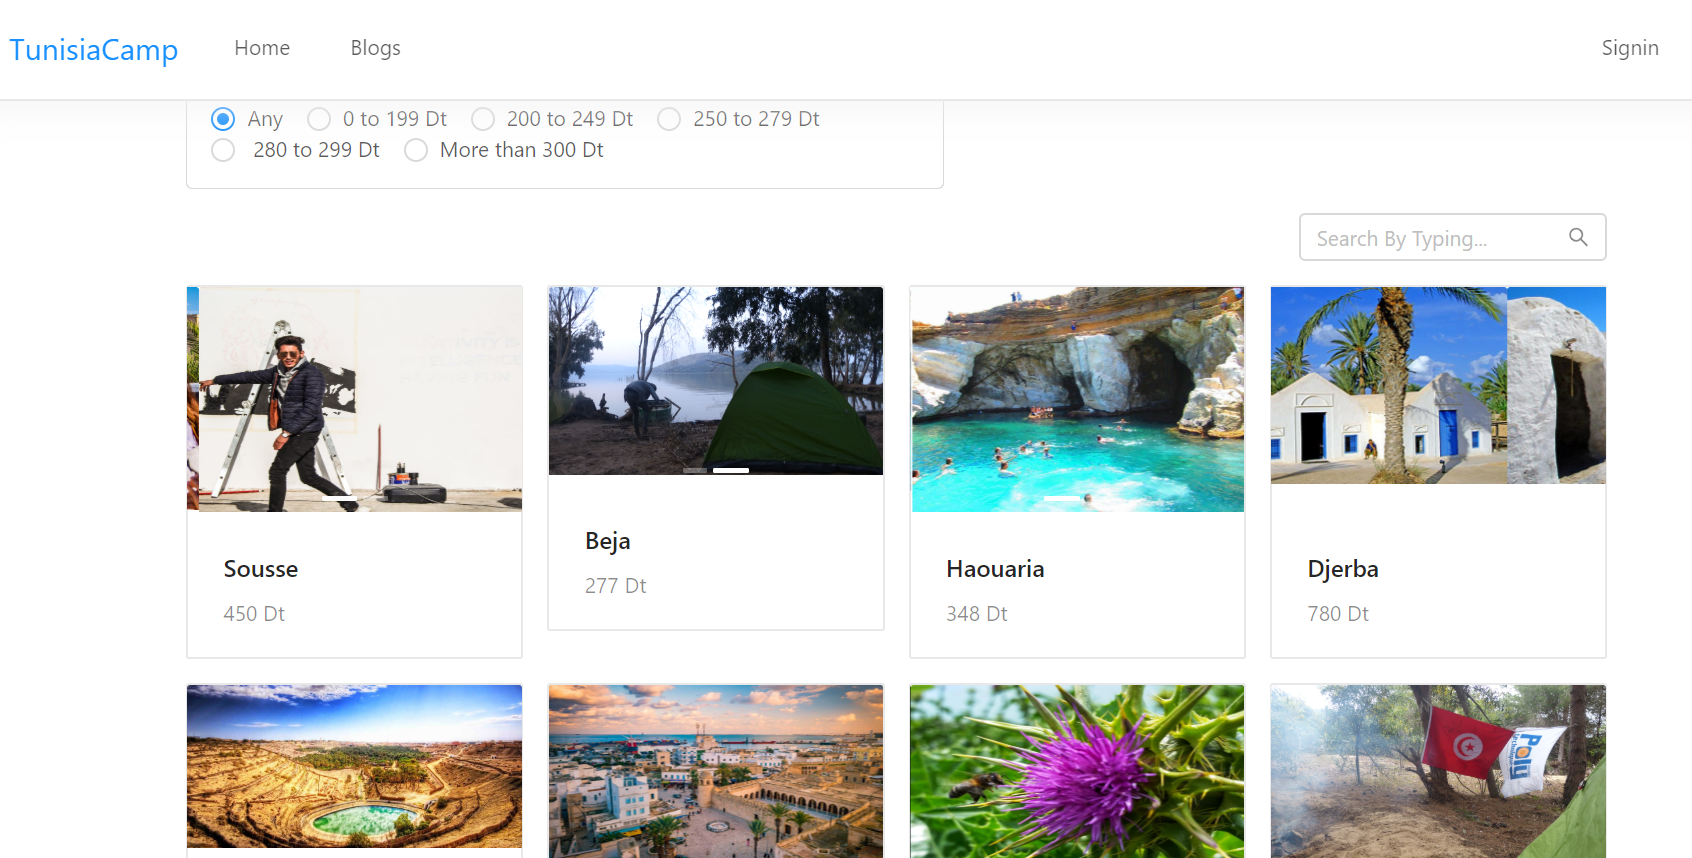 TunisiaCamp Home Blogs Signin
Any 0 to 199 Dt 200 to 249 Dt 250 to 279 Dt
280 to 299 Dt More than 300 Dt
Search By Typing...
Sousse
450 Dt
Beja
277 Dt
Haouaria
348 Dt
Djerba
780 Dt
Poly